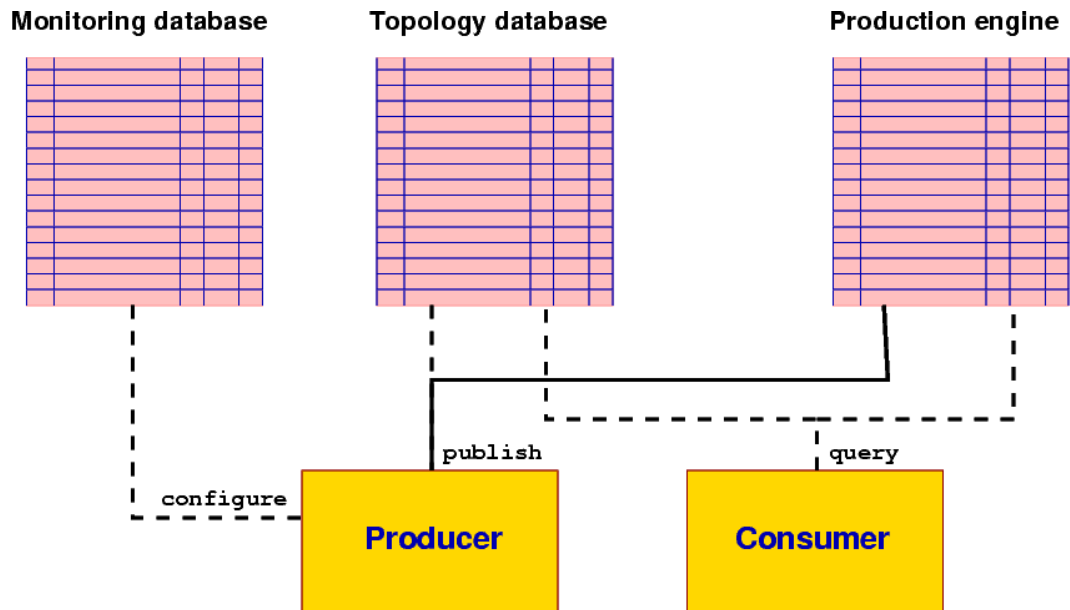 Monitoring database
Topology database
Production engine
publish
query
configure
Producer
Consumer